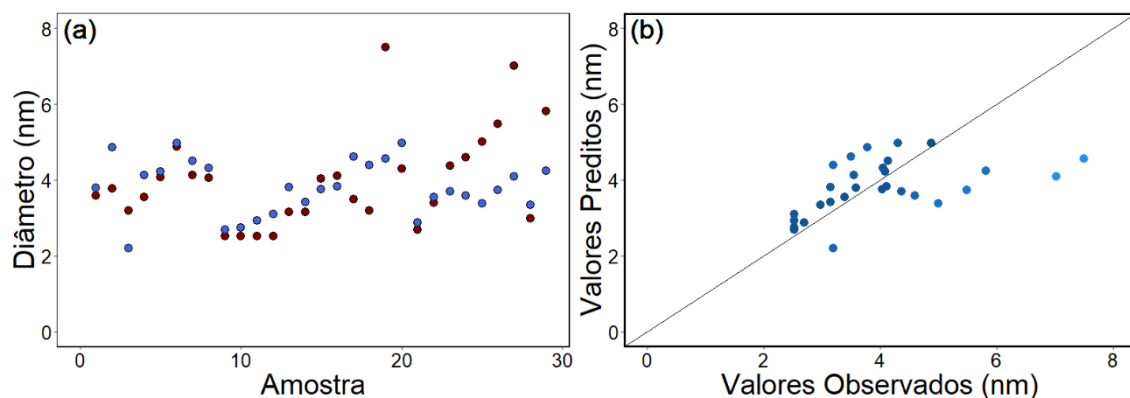 (a)
Diâmetro (nm)
8
6
4
2
0
0 10 20 30
Amostra
(b)
Valores Preditos (nm)
8
6
4
2
0
0 2 4 6 8
Valores Observados (nm)